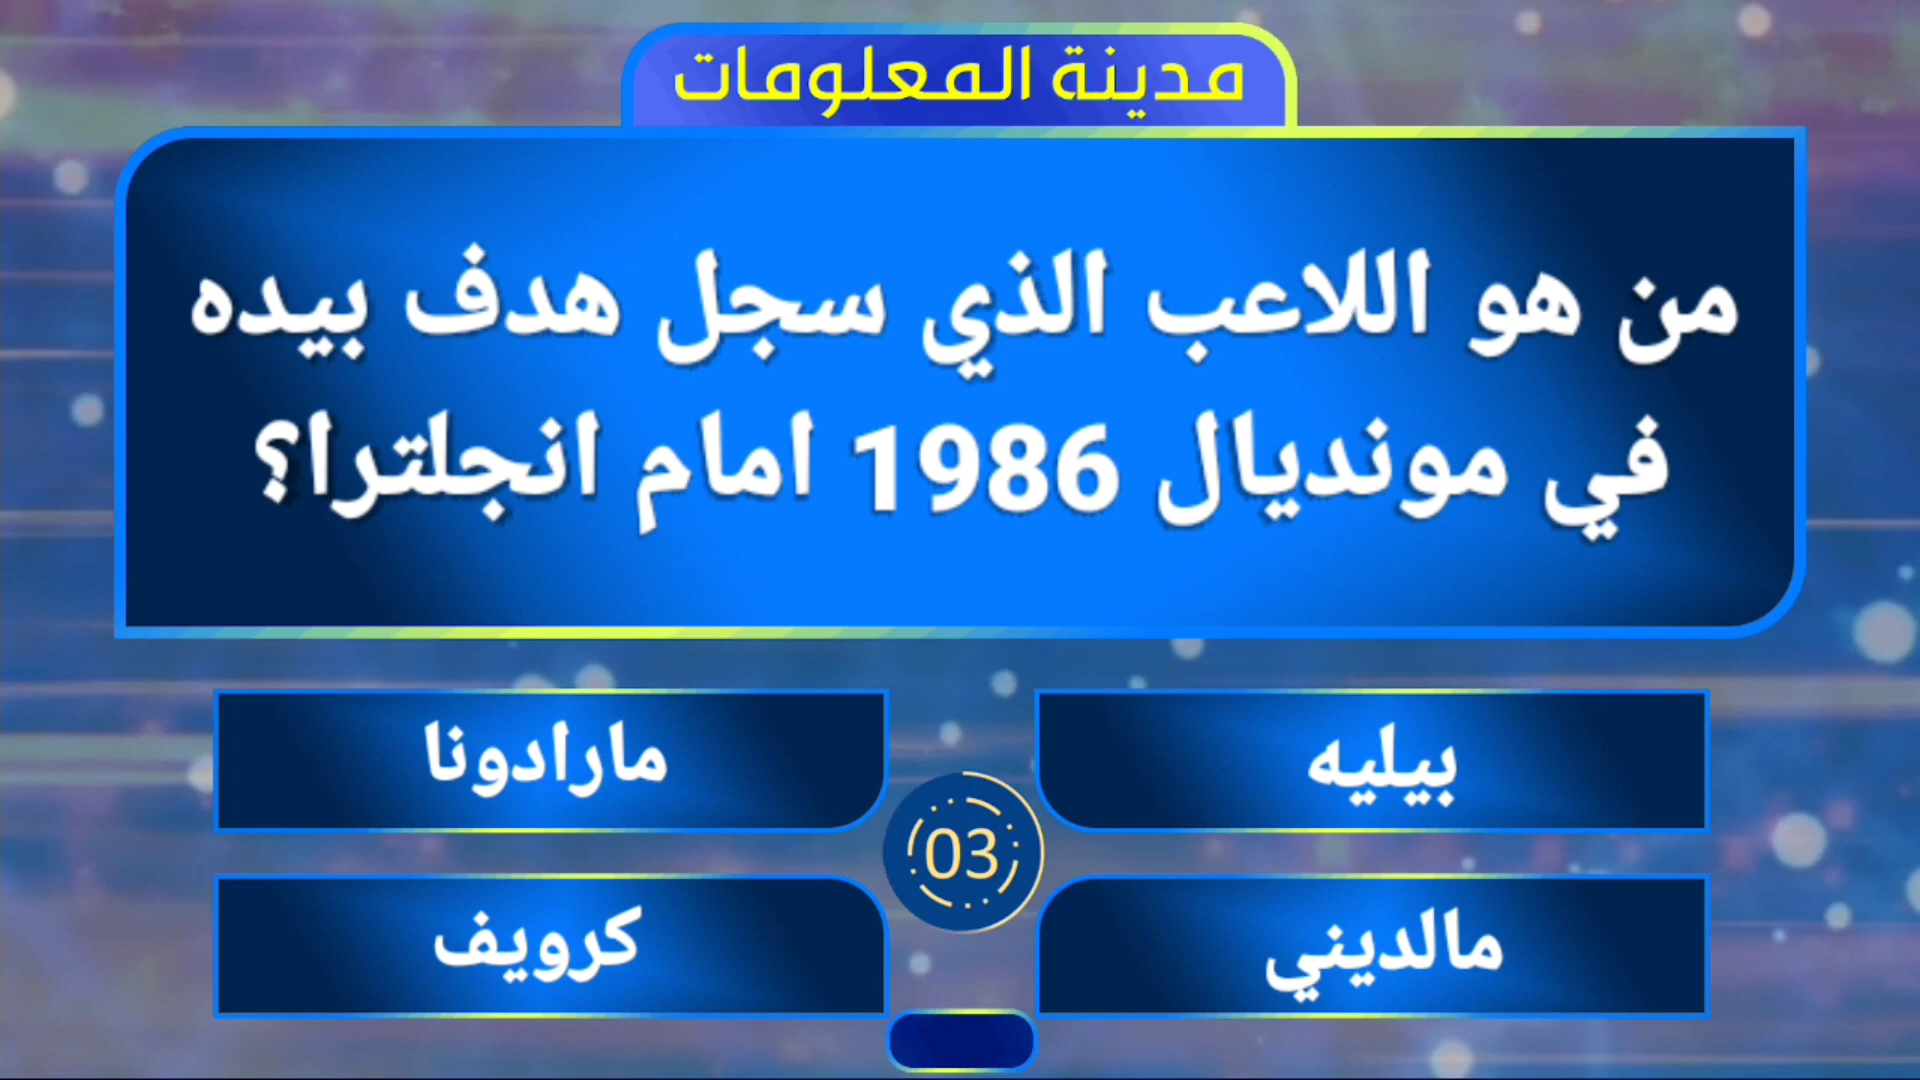 مدينة المعلومات
من هو اللاعب الذي سجل هدف بيده
في مونديال 1986 امام انجلترا؟
بيليه
مارادونا
03
مالديني
كرويف